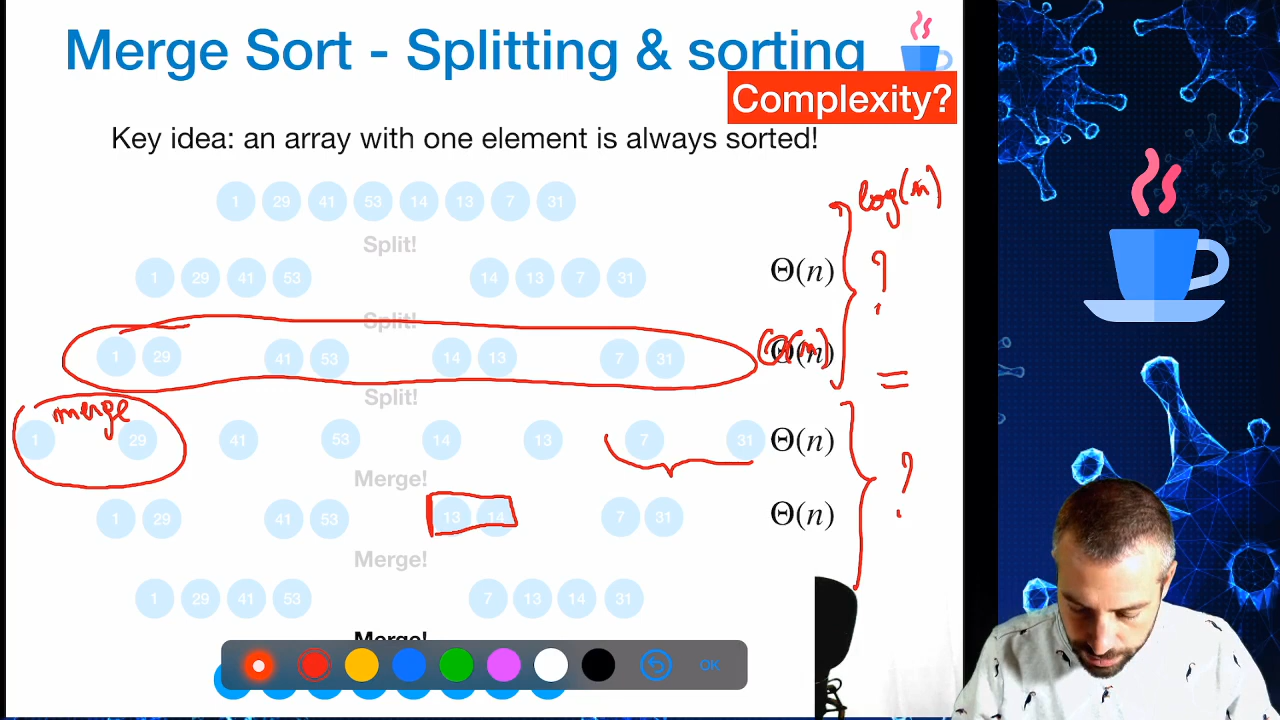 Merge Sort - Splitting & sorting
Complexity?
Key idea: an array with one element is always sorted!
log(n)
1 29 41 53 14 13 7 31
Split!
1 29 41 53 14 13 7 31 Θ(n)
?
Split!
1 29 41 53 14 13 7 31 Θ(n)
=
Split!
merge
1 29 41 53 14 13 7 31 Θ(n)
?
Merge!
1 29 41 53 13 14 7 31 Θ(n)
Merge!
1 29 41 53 7 13 14 31
Merge!
OK